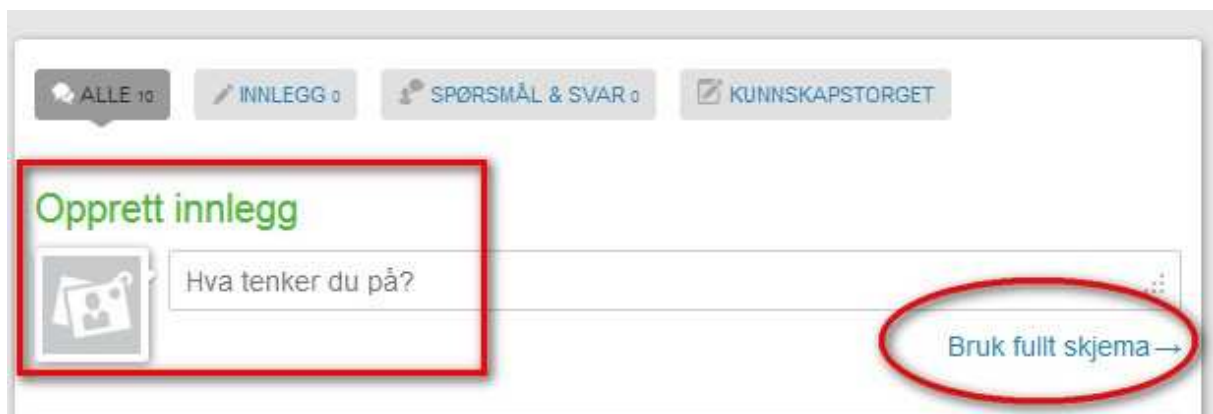 ALLE 10 INNLEGG 0 SPØRSMÅL & SVAR 0 KUNNSKAPSTORGET
Opprett innlegg
Hva tenker du på?
Bruk fullt skjema→